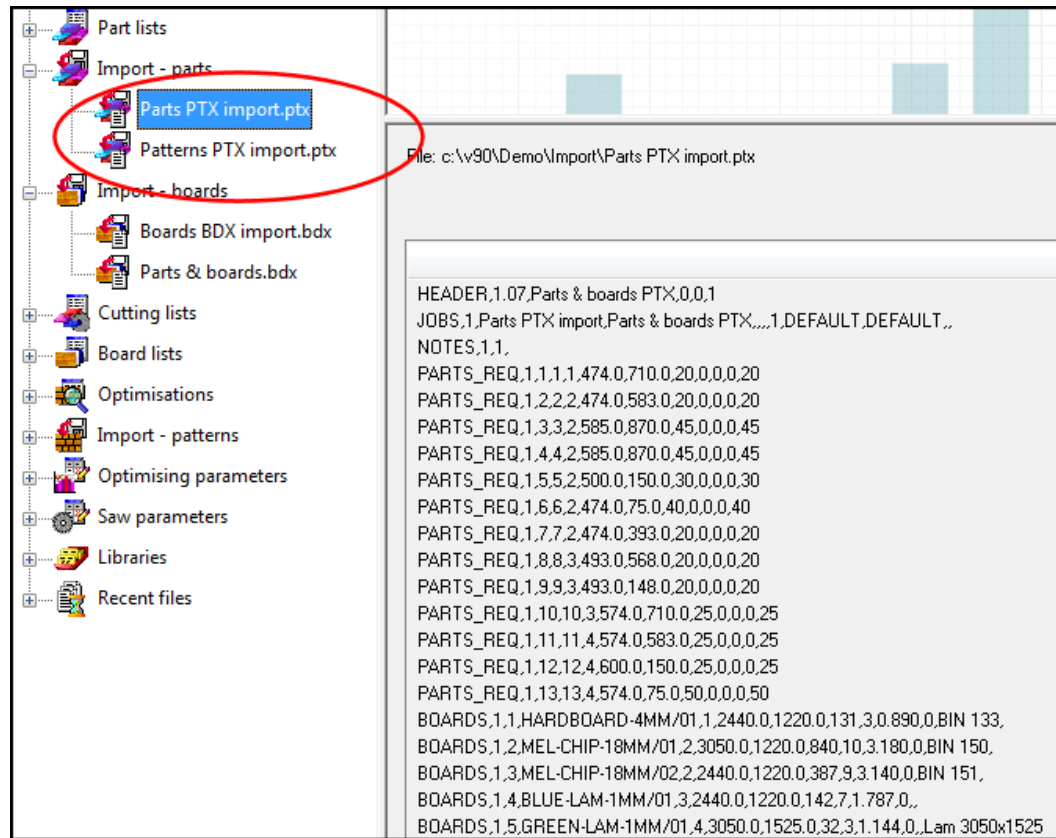 Part lists
Import - parts
Parts PTX import.ptx
Patterns PTX import.ptx
Import - boards
Boards BDX import.bdx
Parts & boards.bdx
Cutting lists
Board lists
Optimisations
Import - patterns
Optimising parameters
Saw parameters
Libraries
Recent files
File: c:\v90\Demo\Import\Parts PTX import.ptx
HEADER,1.07,Parts & boards PTX,0,0,1
JOBS,1,Parts PTX import,Parts & boards PTX,,,,1,DEFAULT,DEFAULT,,
NOTES,1,1,
PARTS_REQ,1,1,1,1,474.0,710.0,20,0,0,0,20
PARTS_REQ,1,2,2,2,474.0,583.0,20,0,0,0,20
PARTS_REQ,1,3,3,2,585.0,870.0,45,0,0,0,45
PARTS_REQ,1,4,4,2,585.0,870.0,45,0,0,0,45
PARTS_REQ,1,5,5,2,500.0,150.0,30,0,0,0,30
PARTS_REQ,1,6,6,2,474.0,75.0,40,0,0,0,40
PARTS_REQ,1,7,7,2,474.0,393.0,20,0,0,0,20
PARTS_REQ,1,8,8,3,493.0,568.0,20,0,0,0,20
PARTS_REQ,1,9,9,3,493.0,148.0,20,0,0,0,20
PARTS_REQ,1,10,10,3,574.0,710.0,25,0,0,0,25
PARTS_REQ,1,11,11,4,574.0,583.0,25,0,0,0,25
PARTS_REQ,1,12,12,4,600.0,150.0,25,0,0,0,25
PARTS_REQ,1,13,13,4,574.0,75.0,50,0,0,0,50
BOARDS,1,1,HARDBOARD-4MM/01,1,2440.0,1220.0,131,3,0.890,0,BIN 133,
BOARDS,1,2,MEL-CHIP-18MM/01,2,3050.0,1220.0,840,10,3.180,0,BIN 150,
BOARDS,1,3,MEL-CHIP-18MM/02,2,2440.0,1220.0,387,9,3.140,0,BIN 151,
BOARDS,1,4,BLUE-LAM-1MM/01,3,2440.0,1220.0,142,7,1.787,0,,
BOARDS,1,5,GREEN-LAM-1MM/01,4,3050.0,1525.0,32,3,1.144,0,,Lam 3050x1525